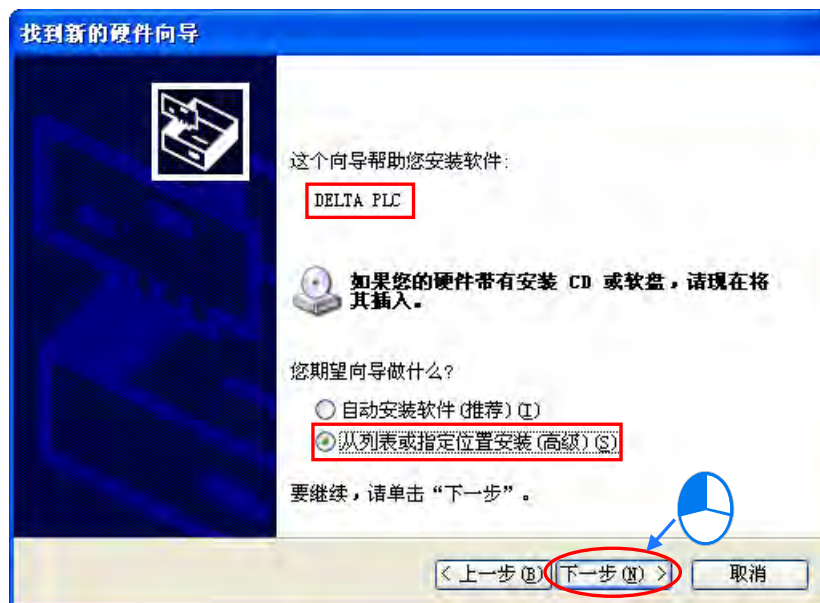 找到新的硬件向导
这个向导帮助您安装软件:
DELTA PLC
如果您的硬件带有安装 CD 或软盘，请现在将
其插入。
您期望向导做什么?
自动安装软件(推荐)(I)
从列表或指定位置安装(高级)(S)
要继续，请单击“下一步”。
< 上一步(B) 下一步(N) > 取消